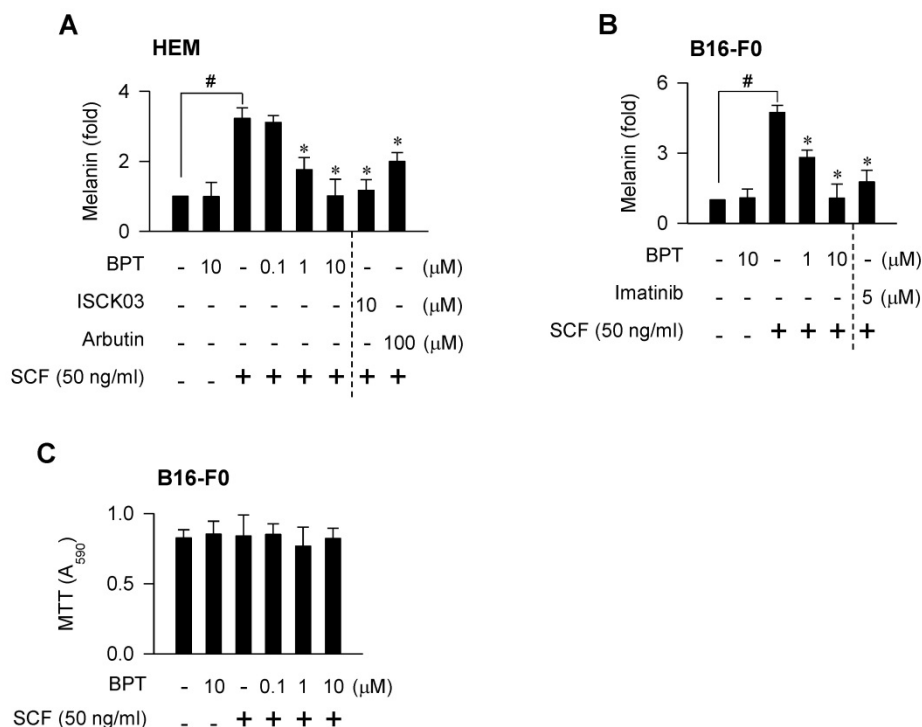 A
HEM
#
* * * *
4
2
0
Melanin (fold)
BPT - 10 - 0.1 1 10 - - (μM)
ISCK03 - - - - - - 10 - (μM)
Arbutin - - - - - - - 100 (μM)
SCF (50 ng/ml) - - + + + + + +
B
B16-F0
#
* * *
6
3
0
Melanin (fold)
BPT - 10 - 1 10 - (μM)
Imatinib - - - - - 5 (μM)
SCF (50 ng/ml) - - + + + +
C
B16-F0
1.0
0.5
0.0
MTT (A590)
BPT - 10 - 0.1 1 10 (μM)
SCF (50 ng/ml) - - + + + +